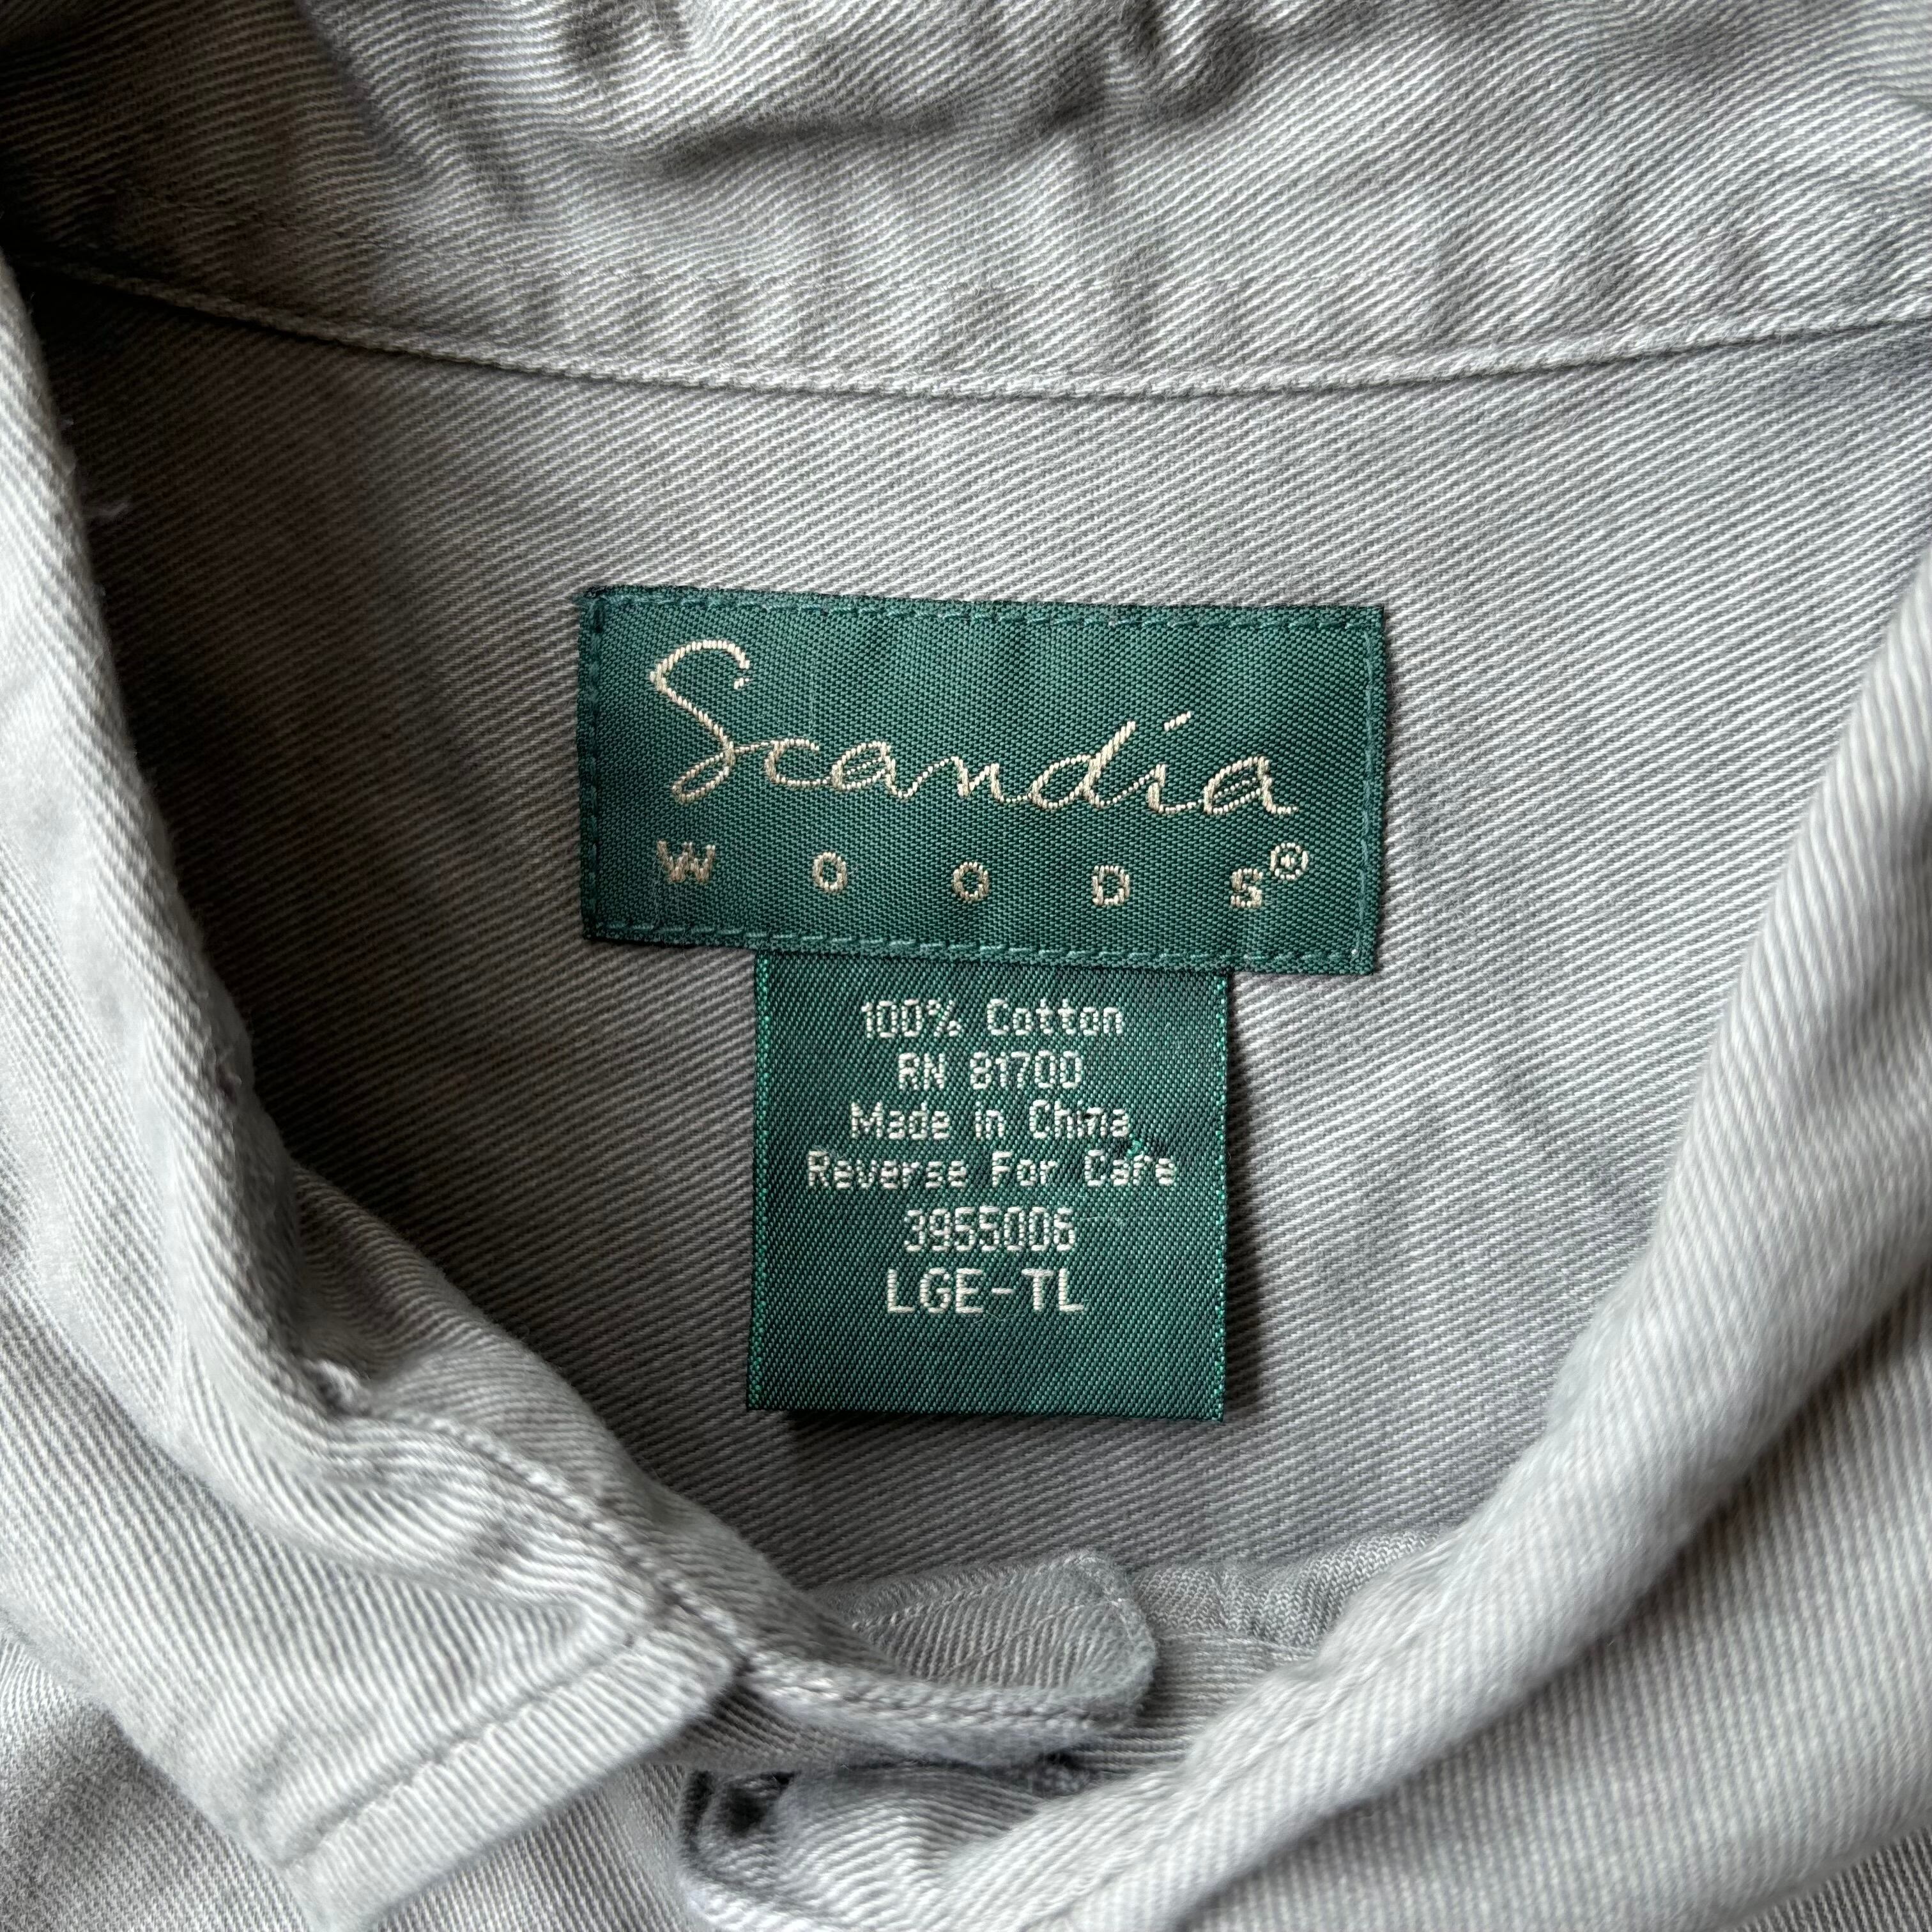 Scandia
WOODS®
100% Cotton
RN 81700
Made in China
Reverse For Care
3955006
LGE-TL